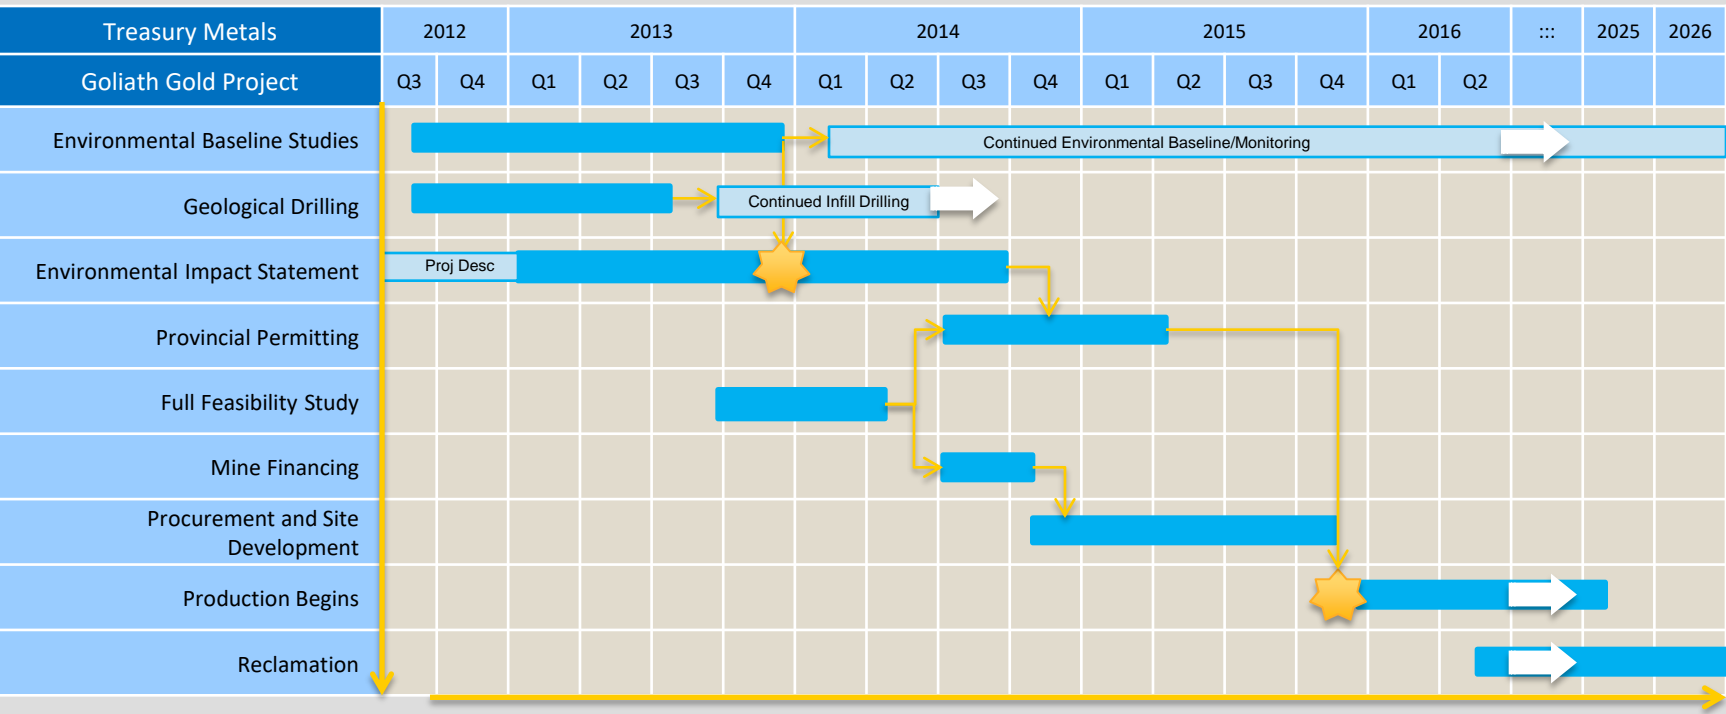 Treasury Metals 2012 2013 2014 2015 2016 ::: 2025 2026
Goliath Gold Project Q3 Q4 Q1 Q2 Q3 Q4 Q1 Q2 Q3 Q4 Q1 Q2 Q3 Q4 Q1 Q2
Environmental Baseline Studies Continued Environmental Baseline/Monitoring
Geological Drilling Continued Infill Drilling
Environmental Impact Statement Proj Desc
Provincial Permitting
Full Feasibility Study
Mine Financing
Procurement and Site
Development
Production Begins
Reclamation